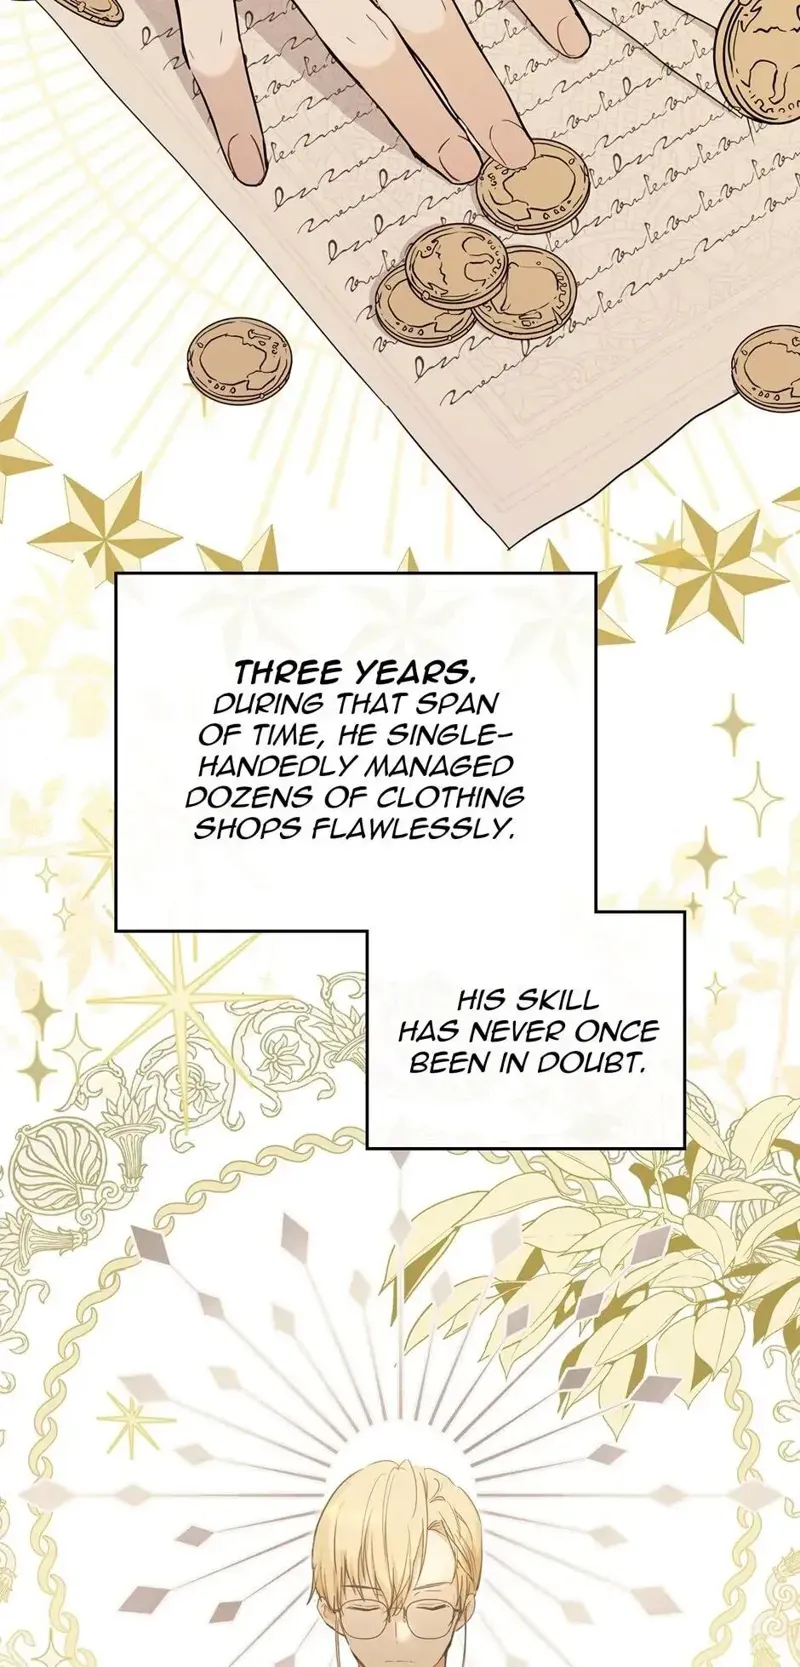 THREE YEARS.
DURING THAT SPAN
OF TIME, HE SINGLE-
HANDEDLY MANAGED
DOZENS OF CLOTHING
SHOPS FLAWLESSLY.
HIS SKILL
HAS NEVER ONCE
BEEN IN DOUBT.